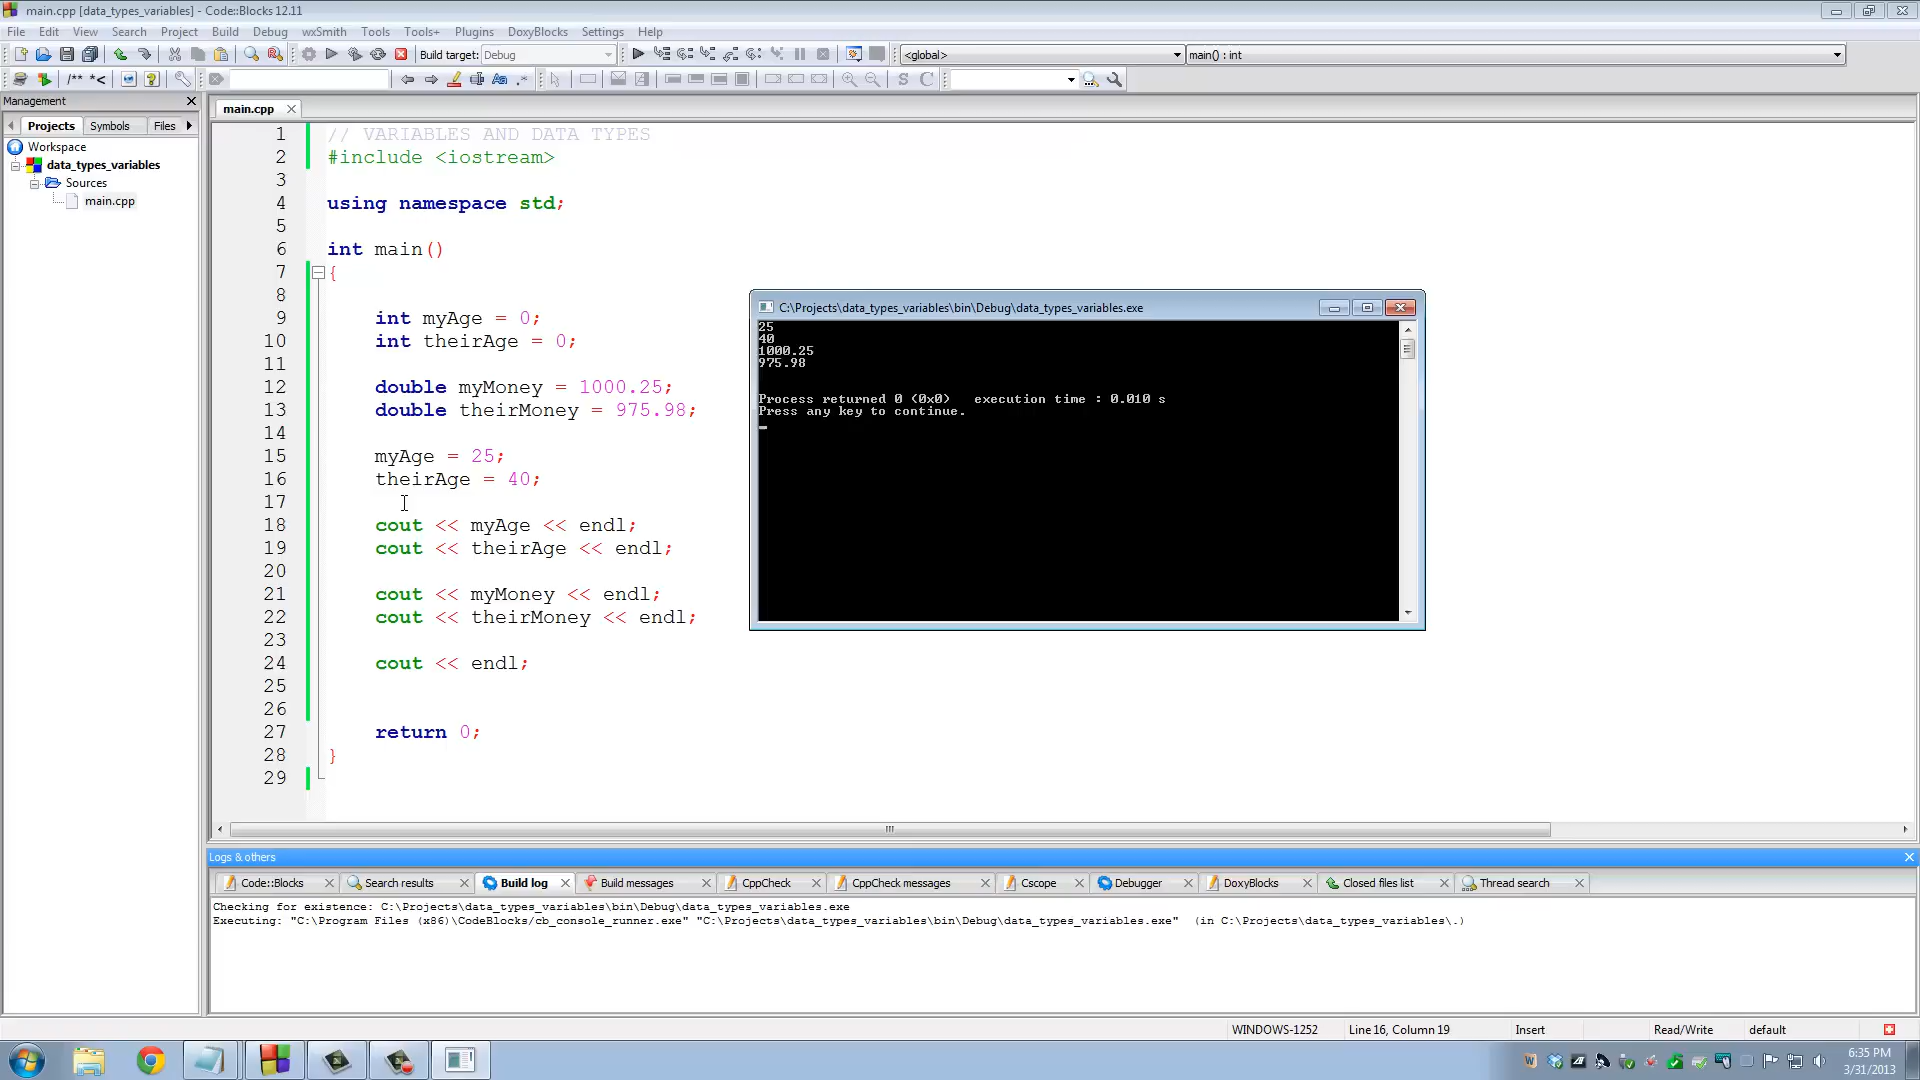 main.cpp [data_types_variables] - Code::Blocks 12.11
File Edit View Search Project Build Debug wxSmith Tools Tools+ Plugins DoxyBlocks Settings Help
Build target: Debug <global> main() : int
/** *<
Management
Projects Symbols Files
Workspace
data_types_variables
Sources
main.cpp
main.cpp
1 // VARIABLES AND DATA TYPES
2 #include <iostream>
3
4 using namespace std;
5
6 int main()
7 {
8
9 int myAge = 0;
10 int theirAge = 0;
11
12 double myMoney = 1000.25;
13 double theirMoney = 975.98;
14
15 myAge = 25;
16 theirAge = 40;
17
18 cout << myAge << endl;
19 cout << theirAge << endl;
20
21 cout << myMoney << endl;
22 cout << theirMoney << endl;
23
24 cout << endl;
25
26
27 return 0;
28 }
29
C:\Projects\data_types_variables\bin\Debug\data_types_variables.exe
25
40
1000.25
975.98
Process returned 0 (0x0) execution time : 0.010 s
Press any key to continue.
Logs & others
Code::Blocks Search results Build log Build messages CppCheck CppCheck messages Cscope Debugger DoxyBlocks Closed files list Thread search
Checking for existence: C:\Projects\data_types_variables\bin\Debug\data_types_variables.exe
Executing: "C:\Program Files (x86)\CodeBlocks/cb_console_runner.exe" "C:\Projects\data_types_variables\bin\Debug\data_types_variables.exe" (in C:\Projects\data_types_variables\.)
WINDOWS-1252 Line 16, Column 19 Insert Read/Write default
6:35 PM
3/31/2013